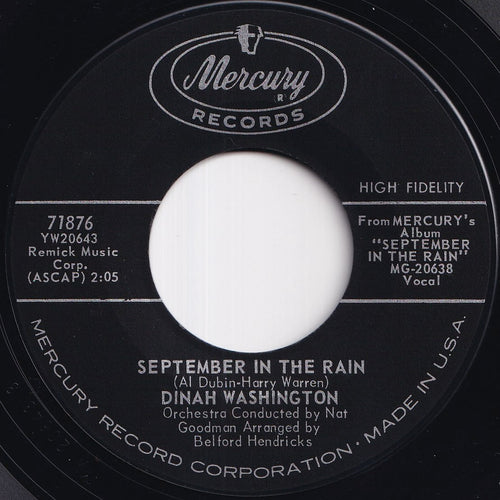 Mercury
R
RECORDS
HIGH FIDELITY
71876
YW20643
Remick Music
Corp.
(ASCAP) 2:05
From MERCURY's
Album
"SEPTEMBER
IN THE RAIN"
MG-20638
Vocal
SEPTEMBER IN THE RAIN
(Al Dubin-Harry Warren)
DINAH WASHINGTON
Orchestra Conducted by Nat
Goodman Arranged by
Belford Hendricks
MERCURY RECORD CORPORATION • MADE IN U.S.A.